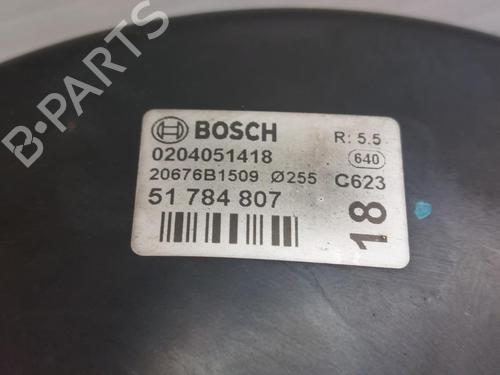 BOSCH R: 5.5
0204051418 640
20676B1509 Ø255 C623
51 784 807
18
B-PARTS